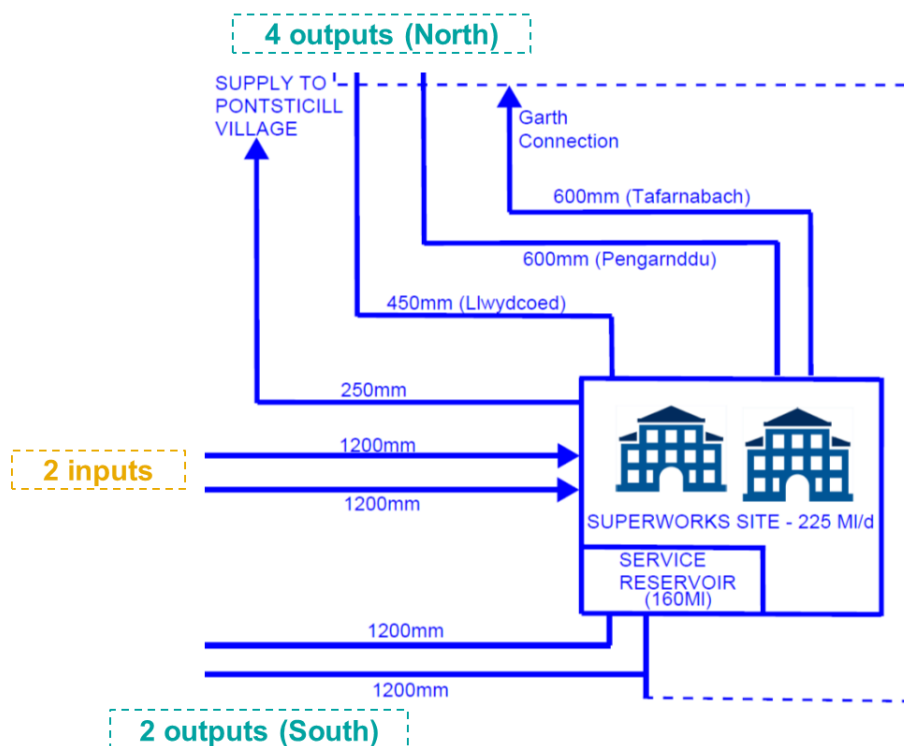 4 outputs (North)
SUPPLY TO
PONTSTICILL
VILLAGE
Garth
Connection
600mm (Tafarnabach)
600mm (Pengarnddu)
450mm (Llwydcoed)
250mm
1200mm
2 inputs
1200mm
SUPERWORKS SITE - 225 Ml/d
SERVICE
RESERVOIR
(160Ml)
1200mm
1200mm
2 outputs (South)